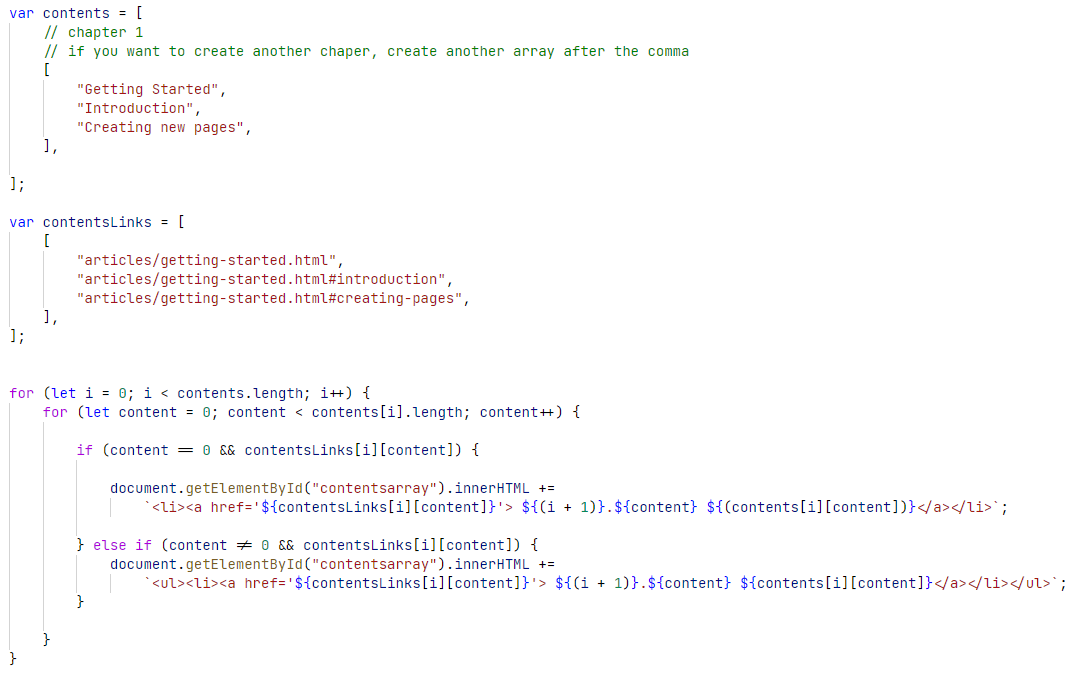 var contents = [
    // chapter 1
    // if you want to create another chaper, create another array after the comma
    [
        "Getting Started",
        "Introduction",
        "Creating new pages",
    ],

];

var contentsLinks = [
    [
        "articles/getting-started.html",
        "articles/getting-started.html#introduction",
        "articles/getting-started.html#creating-pages",
    ],
];


for (let i = 0; i < contents.length; i++) {
    for (let content = 0; content < contents[i].length; content++) {

        if (content == 0 && contentsLinks[i][content]) {

            document.getElementById("contentsarray").innerHTML +=
                `<li><a href='${contentsLinks[i][content]}'> ${(i + 1)}.${content} ${(contents[i][content])}</a></li>`;

        } else if (content != 0 && contentsLinks[i][content]) {
            document.getElementById("contentsarray").innerHTML +=
                `<ul><li><a href='${contentsLinks[i][content]}'> ${(i + 1)}.${content} ${contents[i][content]}</a></li></ul>`;
        }

    }
}